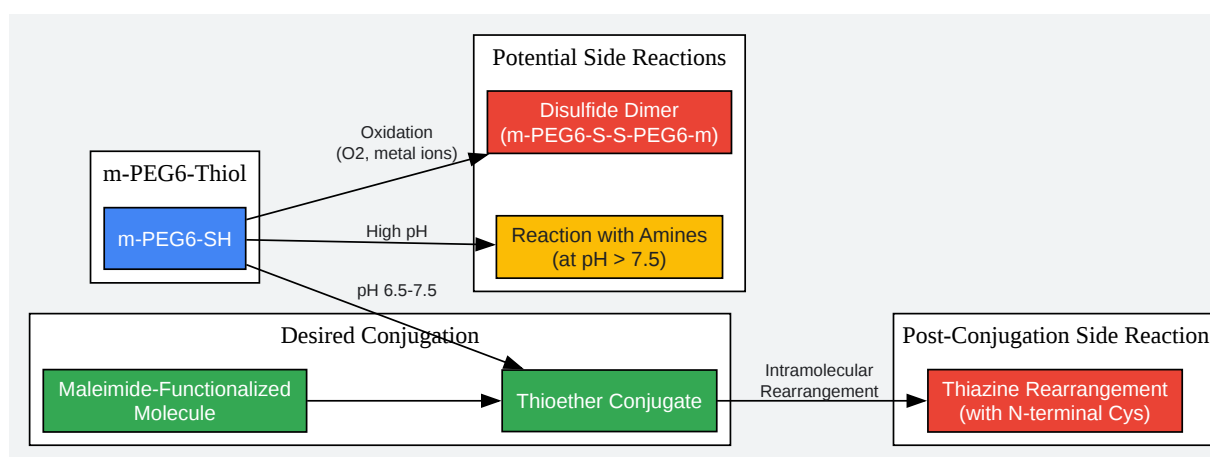 Potential Side Reactions
Disulfide Dimer
(m-PEG6-S-S-PEG6-m)
Oxidation
(O2, metal ions)
m-PEG6-Thiol
m-PEG6-SH
High pH
Reaction with Amines
(at pH > 7.5)
pH 6.5-7.5
Desired Conjugation
Maleimide-Functionalized
Molecule
Thioether Conjugate
Intramolecular
Rearrangement
Post-Conjugation Side Reaction
Thiazine Rearrangement
(with N-terminal Cys)